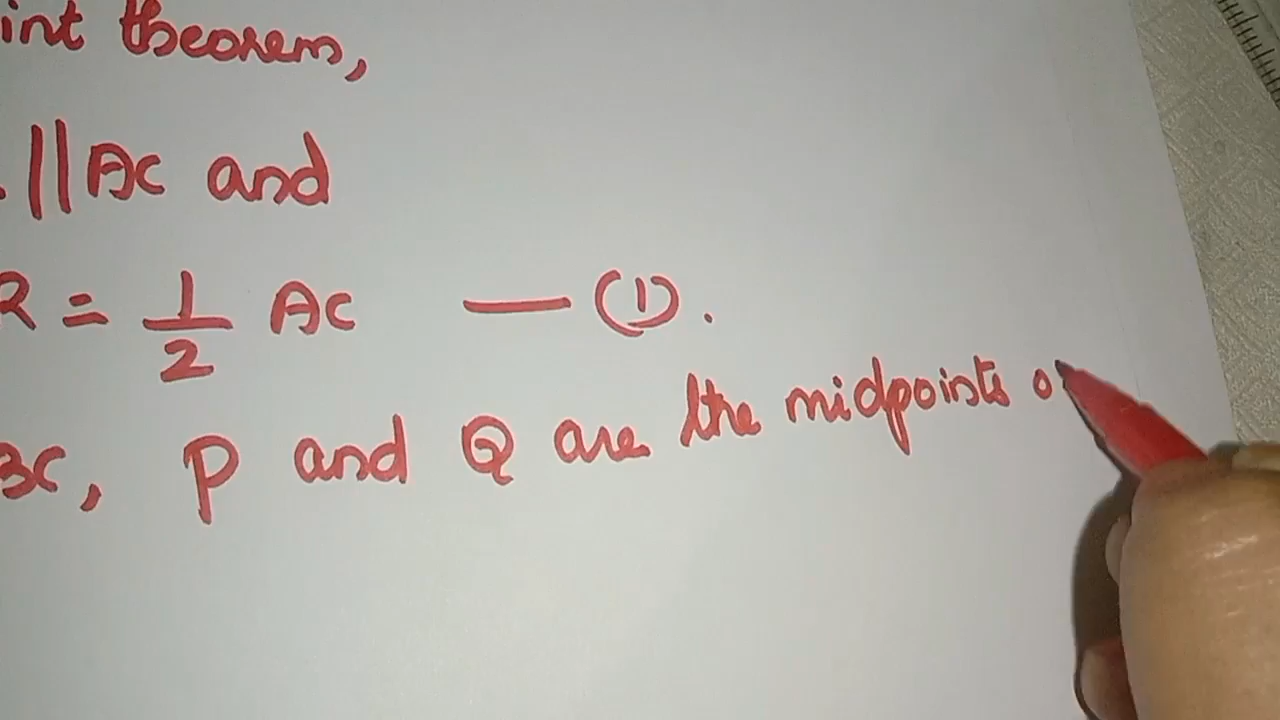 int theorem,
. || AC and
R = 1/2 AC — (1).
BC, P and Q are the midpoints o